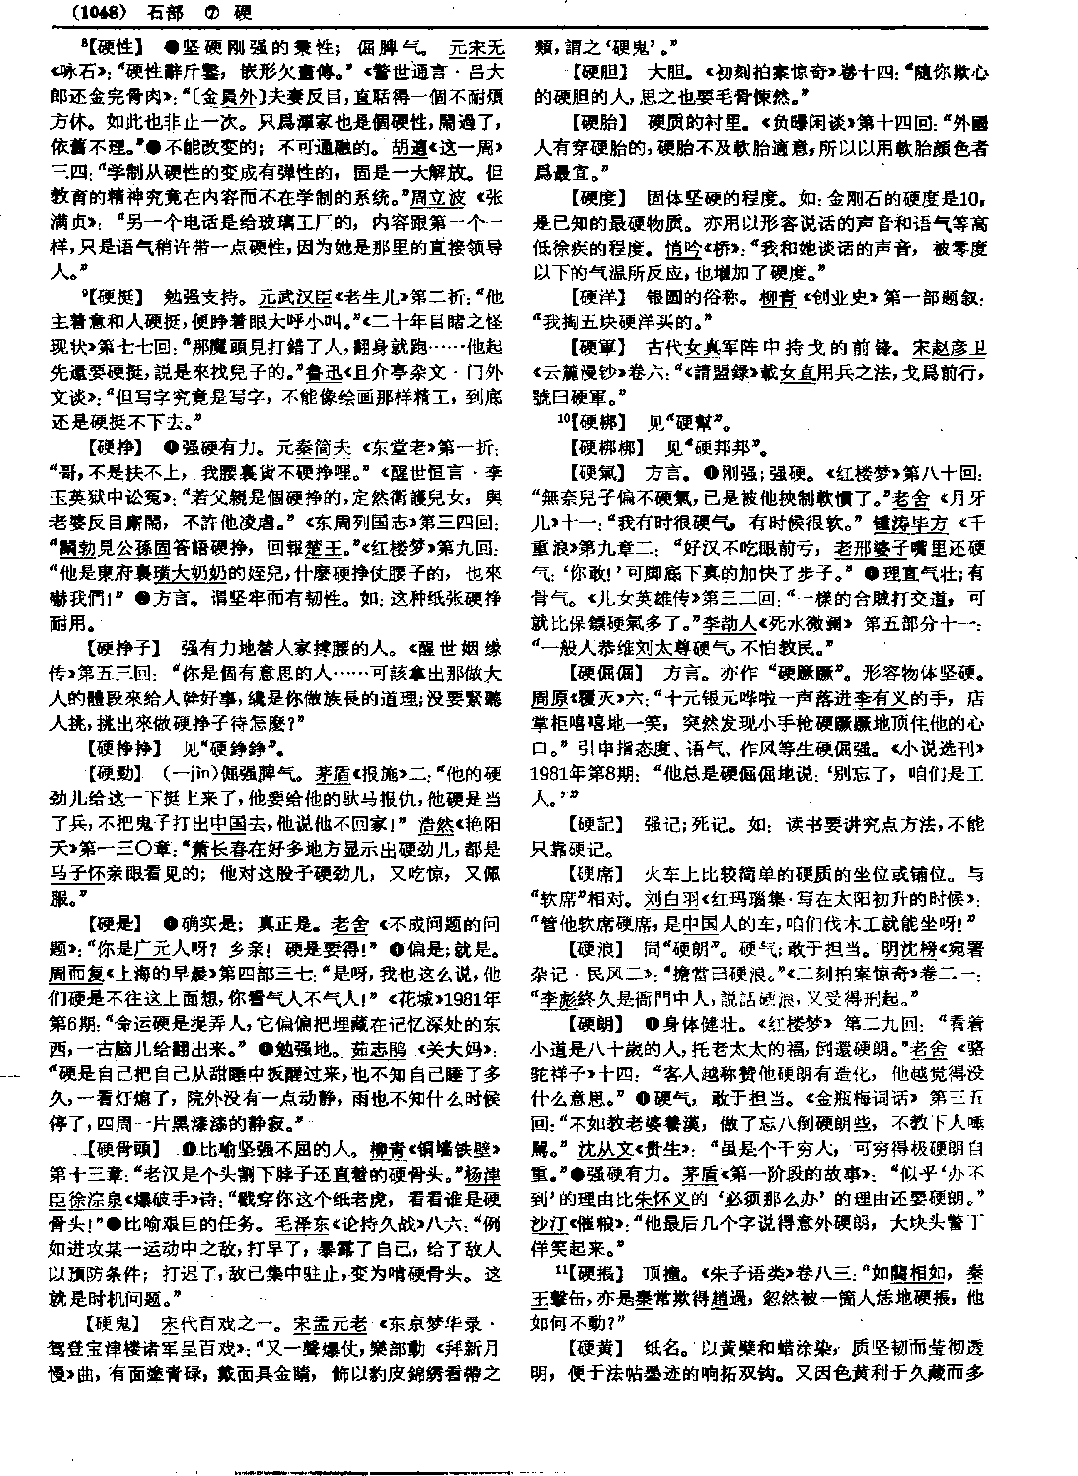 (1048) 石部 ⑦ 硬
⁸【硬性】 ❶坚硬刚强的秉性；倔脾气。 元宋无
《咏石》：“硬性辭斤鑿，嵌形欠畫傳。”《警世通言·吕大
郎还金完骨肉》：“〔金員外〕夫妻反目，直聒得一個不耐煩
方休。如此也非止一次。只爲渾家也是個硬性，鬧過了，
依舊不理。”❷不能改变的；不可通融的。胡適《这一周》
三四：“学制从硬性的变成有弹性的，固是一大解放。但
教育的精神究竟在内容而不在学制的系统。”周立波《张
满贞》：“另一个电话是给玻璃工厂的，内容跟第一个一
样，只是语气稍许带一点硬性，因为她是那里的直接领导
人。”
⁹【硬挺】 勉强支持。元武汉臣《老生儿》第二折：“他
主着意和人硬挺，便睁着眼大呼小叫。”《二十年目睹之怪
现状》第七七回：“那魔頭見打錯了人，翻身就跑……他起
先還要硬挺，説是來找兒子的。”鲁迅《且介亭杂文·门外
文谈》：“但写字究竟是写字，不能像绘画那样精工，到底
还是硬挺不下去。”
【硬挣】 ❶强硬有力。元秦简夫《东堂老》第一折：
“哥，不是扶不上，我腰裏貨不硬挣哩。”《醒世恒言·李
玉英狱中讼冤》：“若父親是個硬挣的，定然衛護兒女，與
老婆反目廝鬧，不許他凌虐。”《东周列国志》第三四回：
“鬬勃見公孫固答語硬挣，回報楚王。”《红楼梦》第九回：
“他是東府裏璜大奶奶的姪兒，什麽硬挣仗腰子的，也來
嚇我們！”❷方言。谓坚牢而有韧性。如：这种纸张硬挣
耐用。
【硬挣子】 强有力地替人家撑腰的人。《醒世姻缘
传》第五三回：“你是個有意思的人……可該拿出那做大
人的體段來給人幹好事，纔是你做族長的道理；没要緊聽
人挑，挑出來做硬挣子待怎麽？”
【硬挣挣】 见“硬錚錚”。
【硬勁】 （—jìn）倔强脾气。茅盾《报施》二：“他的硬
劲儿给这一下挺上来了，他要给他的驮马报仇，他硬是当
了兵，不把鬼子打出中国去，他说他不回家！”浩然《艳阳
天》第一三〇章：“萧长春在好多地方显示出硬劲儿，都是
马子怀亲眼看见的；他对这股子硬劲儿，又吃惊，又佩
服。”
【硬是】 ❶确实是；真正是。老舍《不成问题的问
题》：“你是广元人呀？乡亲！硬是要得！”❷偏是；就是。
周而复《上海的早晨》第四部三七：“是呀，我也这么说，他
们硬是不往这上面想，你看气人不气人！”《花城》1981年
第6期：“命运硬是捉弄人，它偏偏把埋藏在记忆深处的东
西，一古脑儿给翻出来。”❸勉强地。茹志鹃《关大妈》：
“硬是自己把自己从甜睡中扳醒过来，也不知自己睡了多
久，一看灯熄了，院外没有一点动静，雨也不知什么时候
停了，四周一片黑漆漆的静寂。”
【硬骨頭】 ❶比喻坚强不屈的人。柳青《铜墙铁壁》
第十三章：“老汉是个头割下脖子还直着的硬骨头。”杨津
臣徐淙泉《爆破手》诗：“戳穿你这个纸老虎，看看谁是硬
骨头！”❷比喻艰巨的任务。毛泽东《论持久战》八六：“例
如进攻某一运动中之敌，打早了，暴露了自己，给了敌人
以预防条件；打迟了，敌已集中驻止，变为啃硬骨头。这
就是时机问题。”
【硬鬼】 宋代百戏之一。宋孟元老《东京梦华录·
驾登宝津楼诸军呈百戏》：“又一聲爆仗，樂部動《拜新月
慢》曲，有面塗青碌，戴面具金睛，飾以豹皮錦綉看帶之
類，謂之‘硬鬼’。”
【硬胆】 大胆。《初刻拍案惊奇》卷十四：“隨你欺心
的硬胆的人，思之也要毛骨悚然。”
【硬胎】 硬质的衬里。《负曝闲谈》第十四回：“外國
人有穿硬胎的，硬胎不及軟胎適意，所以以用軟胎顔色者
爲最宜。”
【硬度】 固体坚硬的程度。如：金刚石的硬度是10，
是已知的最硬物质。亦用以形容说话的声音和语气等高
低徐疾的程度。悄吟《桥》：“我和她谈话的声音，被零度
以下的气温所反应，也增加了硬度。”
【硬洋】 银圆的俗称。柳青《创业史》第一部题叙：
“我掏五块硬洋买的。”
【硬軍】 古代女真军阵中持戈的前锋。宋赵彦卫
《云麓漫钞》卷六：“《請盟録》載女直用兵之法，戈爲前行，
號曰硬軍。”
¹⁰【硬梆】 见“硬幫”。
【硬梆梆】 见“硬邦邦”。
【硬氣】 方言。❶刚强；强硬。《红楼梦》第八十回：
“無奈兒子偏不硬氣，已是被他挾制軟慣了。”老舍《月牙
儿》十一：“我有时很硬气，有时候很软。”锺涛毕方《千
重浪》第九章二：“好汉不吃眼前亏，老邢婆子嘴里还硬
气：‘你敢！’可脚底下真的加快了步子。”❷理直气壮；有
骨气。《儿女英雄传》第三二回：“一樣的合賊打交道，可
就比保鏢硬氣多了。”李劼人《死水微澜》第五部分十一：
“一般人恭维刘太尊硬气，不怕教民。”
【硬倔倔】 方言。亦作“硬橛橛”。形容物体坚硬。
周原《覆灭》六：“十元银元哗啦一声落进李有义的手，店
掌柜嘻嘻地一笑，突然发现小手枪硬橛橛地顶住他的心
口。”引申指态度、语气、作风等生硬倔强。《小说选刊》
1981年第8期：“他总是硬倔倔地说：‘别忘了，咱们是工
人。’”
【硬記】 强记；死记。如：读书要讲究点方法，不能
只靠硬记。
【硬席】 火车上比较简单的硬质的坐位或铺位。与
“软席”相对。刘白羽《红玛瑙集·写在太阳初升的时候》：
“管他软席硬席，是中国人的车，咱们伐木工就能坐呀！”
【硬浪】 同“硬朗”。硬气；敢于担当。明沈榜《宛署
杂记·民风二》：“擔當曰硬浪。”《二刻拍案惊奇》卷二一：
“李彪終久是衙門中人，説話硬浪，又受得刑起。”
【硬朗】 ❶身体健壮。《红楼梦》第二九回：“看着
小道是八十歲的人，托老太太的福，倒還硬朗。”老舍《骆
驼祥子》十四：“客人越称赞他硬朗有造化，他越觉得没
什么意思。”❷硬气，敢于担当。《金瓶梅词话》第三五
回：“不如教老婆養漢，做了忘八倒硬朗些，不教下人唾
罵。”沈从文《贵生》：“虽是个干穷人，可穷得极硬朗自
重。”❸强硬有力。茅盾《第一阶段的故事》：“似乎‘办不
到’的理由比朱怀义的‘必须那么办’的理由还要硬朗。”
沙汀《催粮》：“他最后几个字说得意外硬朗，大块头警丁
佯笑起来。”
¹¹【硬掁】 顶撞。《朱子语类》卷八三：“如藺相如，秦
王擊缶，亦是秦常欺得趙過，忽然被一箇人恁地硬掁，他
如何不動？”
【硬黄】 纸名。以黄檗和蜡涂染，质坚韧而莹彻透
明，便于法帖墨迹的响拓双钩。又因色黄利于久藏而多